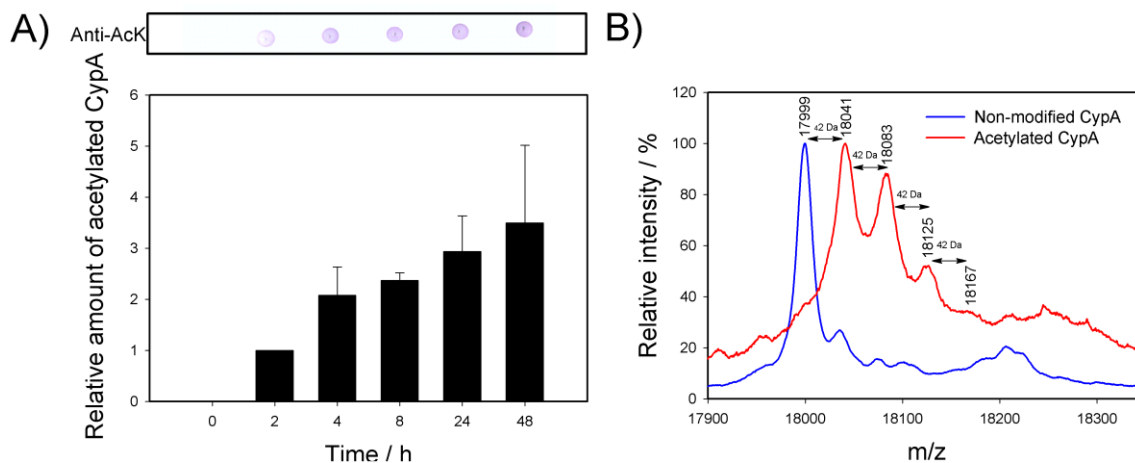 A)
Anti-AcK
Relative amount of acetylated CypA
6
5
4
3
2
1
0
0 2 4 8 24 48
Time / h
B)
Relative intensity / %
120
100
80
60
40
20
0
17999
42 Da
18041
42 Da
18083
42 Da
18125
42 Da
18167
Non-modified CypA
Acetylated CypA
17900 18000 18100 18200 18300
m/z